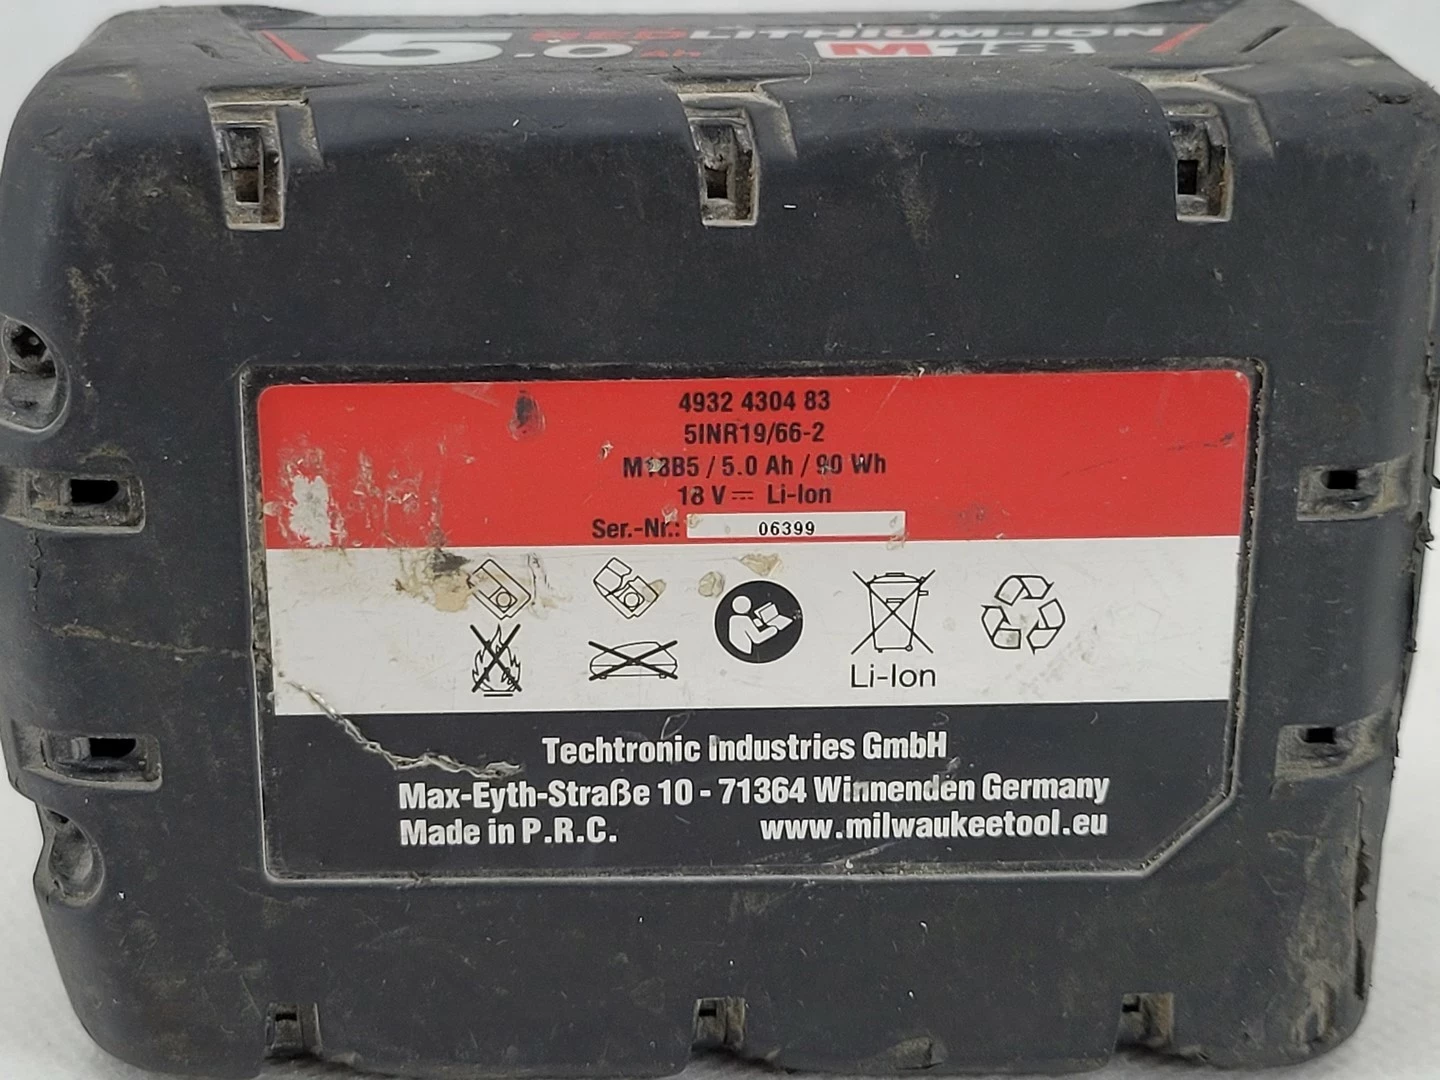 5.0 Ah
REDLITHIUM-ION
M18
4932 4304 83
5INR19/66-2
M18B5 / 5.0 Ah / 90 Wh
18 V ⎓ Li-Ion
Ser.-Nr.: 06399
Li-Ion
Techtronic Industries GmbH
Max-Eyth-Straße 10 - 71364 Winnenden Germany
Made in P.R.C. www.milwaukeetool.eu